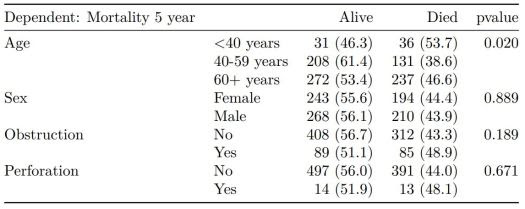 Dependent: Mortality 5 year Alive Died pvalue
Age <40 years 31 (46.3) 36 (53.7) 0.020
40-59 years 208 (61.4) 131 (38.6)
60+ years 272 (53.4) 237 (46.6)
Sex Female 243 (55.6) 194 (44.4) 0.889
Male 268 (56.1) 210 (43.9)
Obstruction No 408 (56.7) 312 (43.3) 0.189
Yes 89 (51.1) 85 (48.9)
Perforation No 497 (56.0) 391 (44.0) 0.671
Yes 14 (51.9) 13 (48.1)